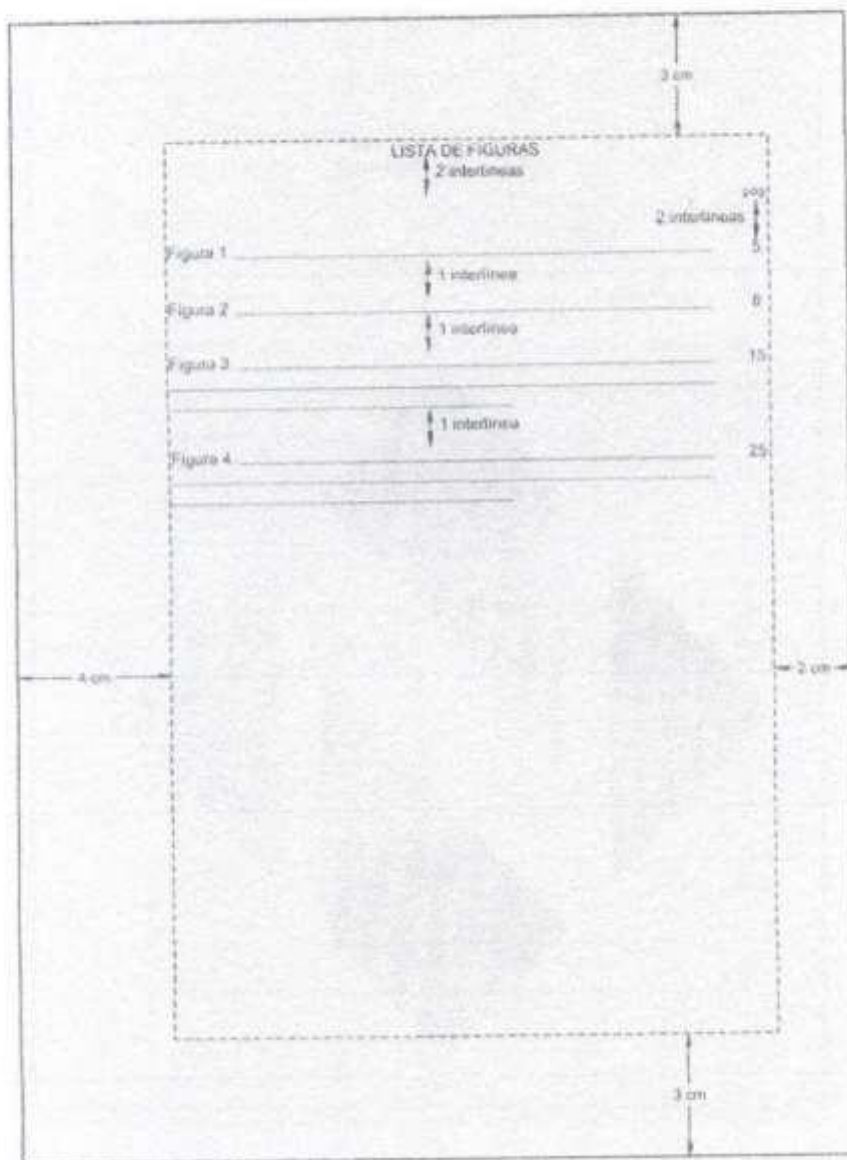 3 cm
LISTA DE FIGURAS
2 interlineas
pág
2 interlineas
Figura 1 5
1 interlinea
Figura 2 8
1 interlinea
Figura 3 15
1 interlinea
Figura 4 25
4 cm
2 cm
3 cm